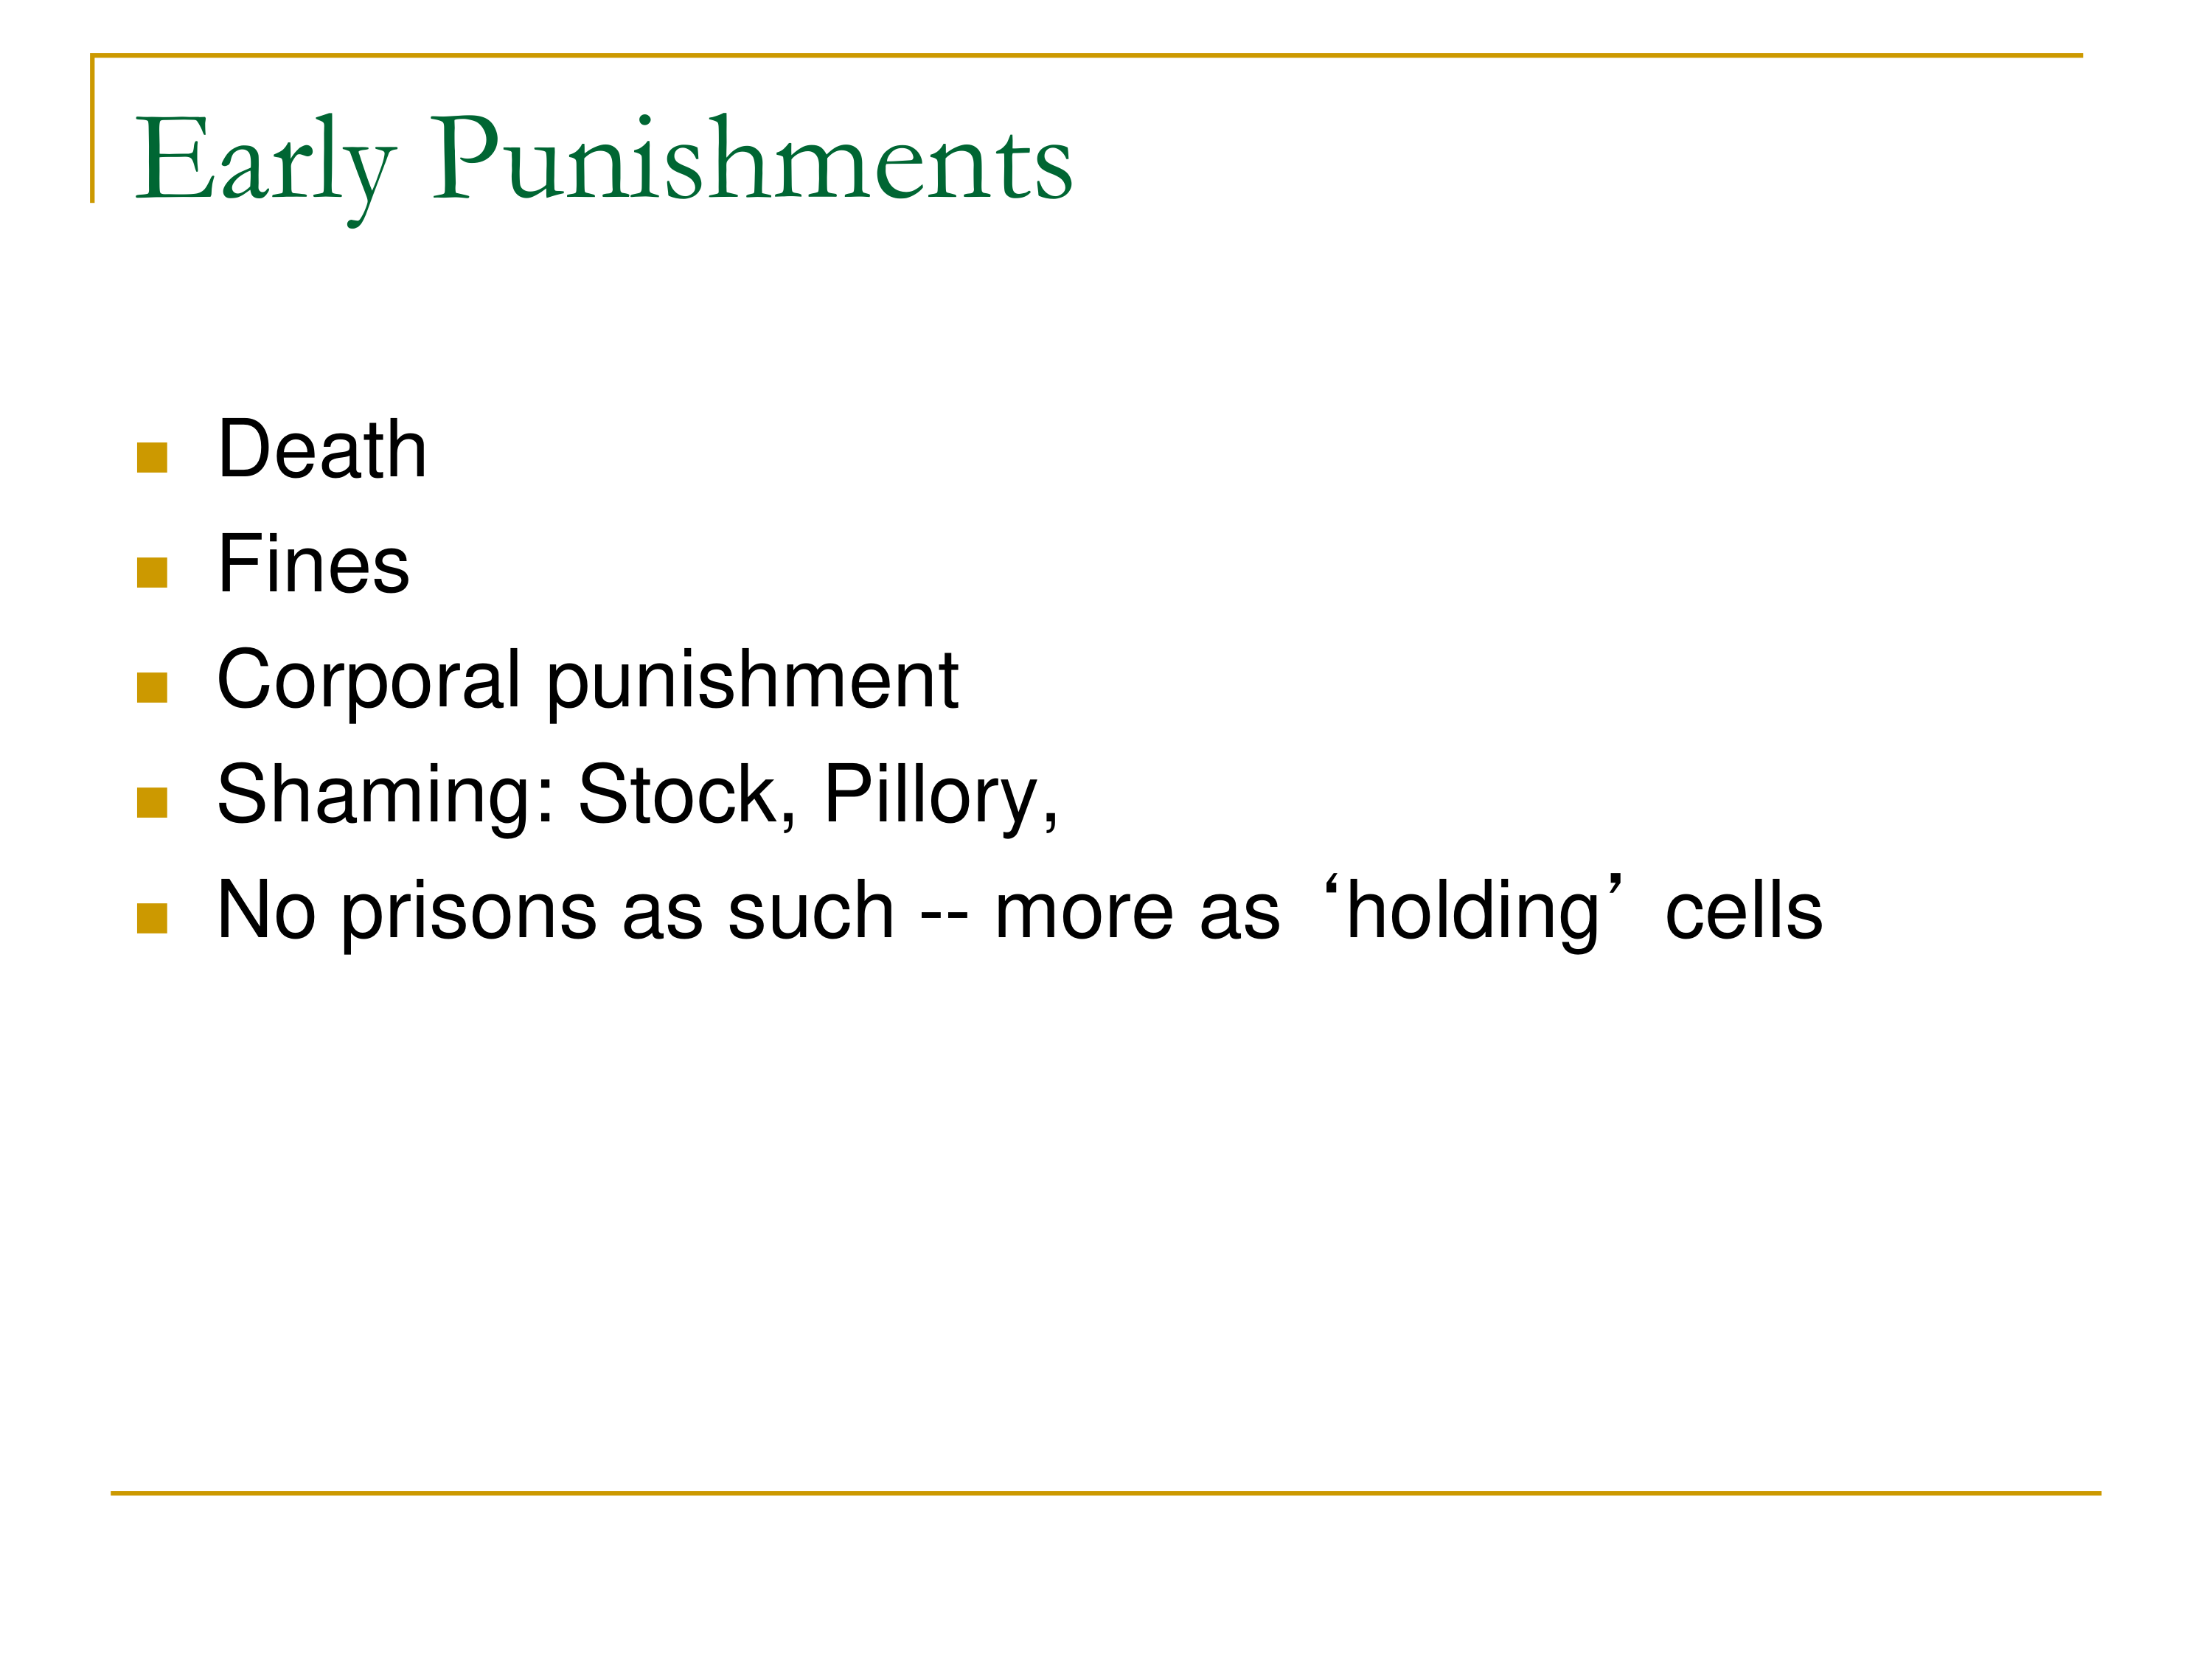 Early Punishments
Death
Fines
Corporal punishment
Shaming: Stock, Pillory,
No prisons as such -- more as ‘holding’ cells